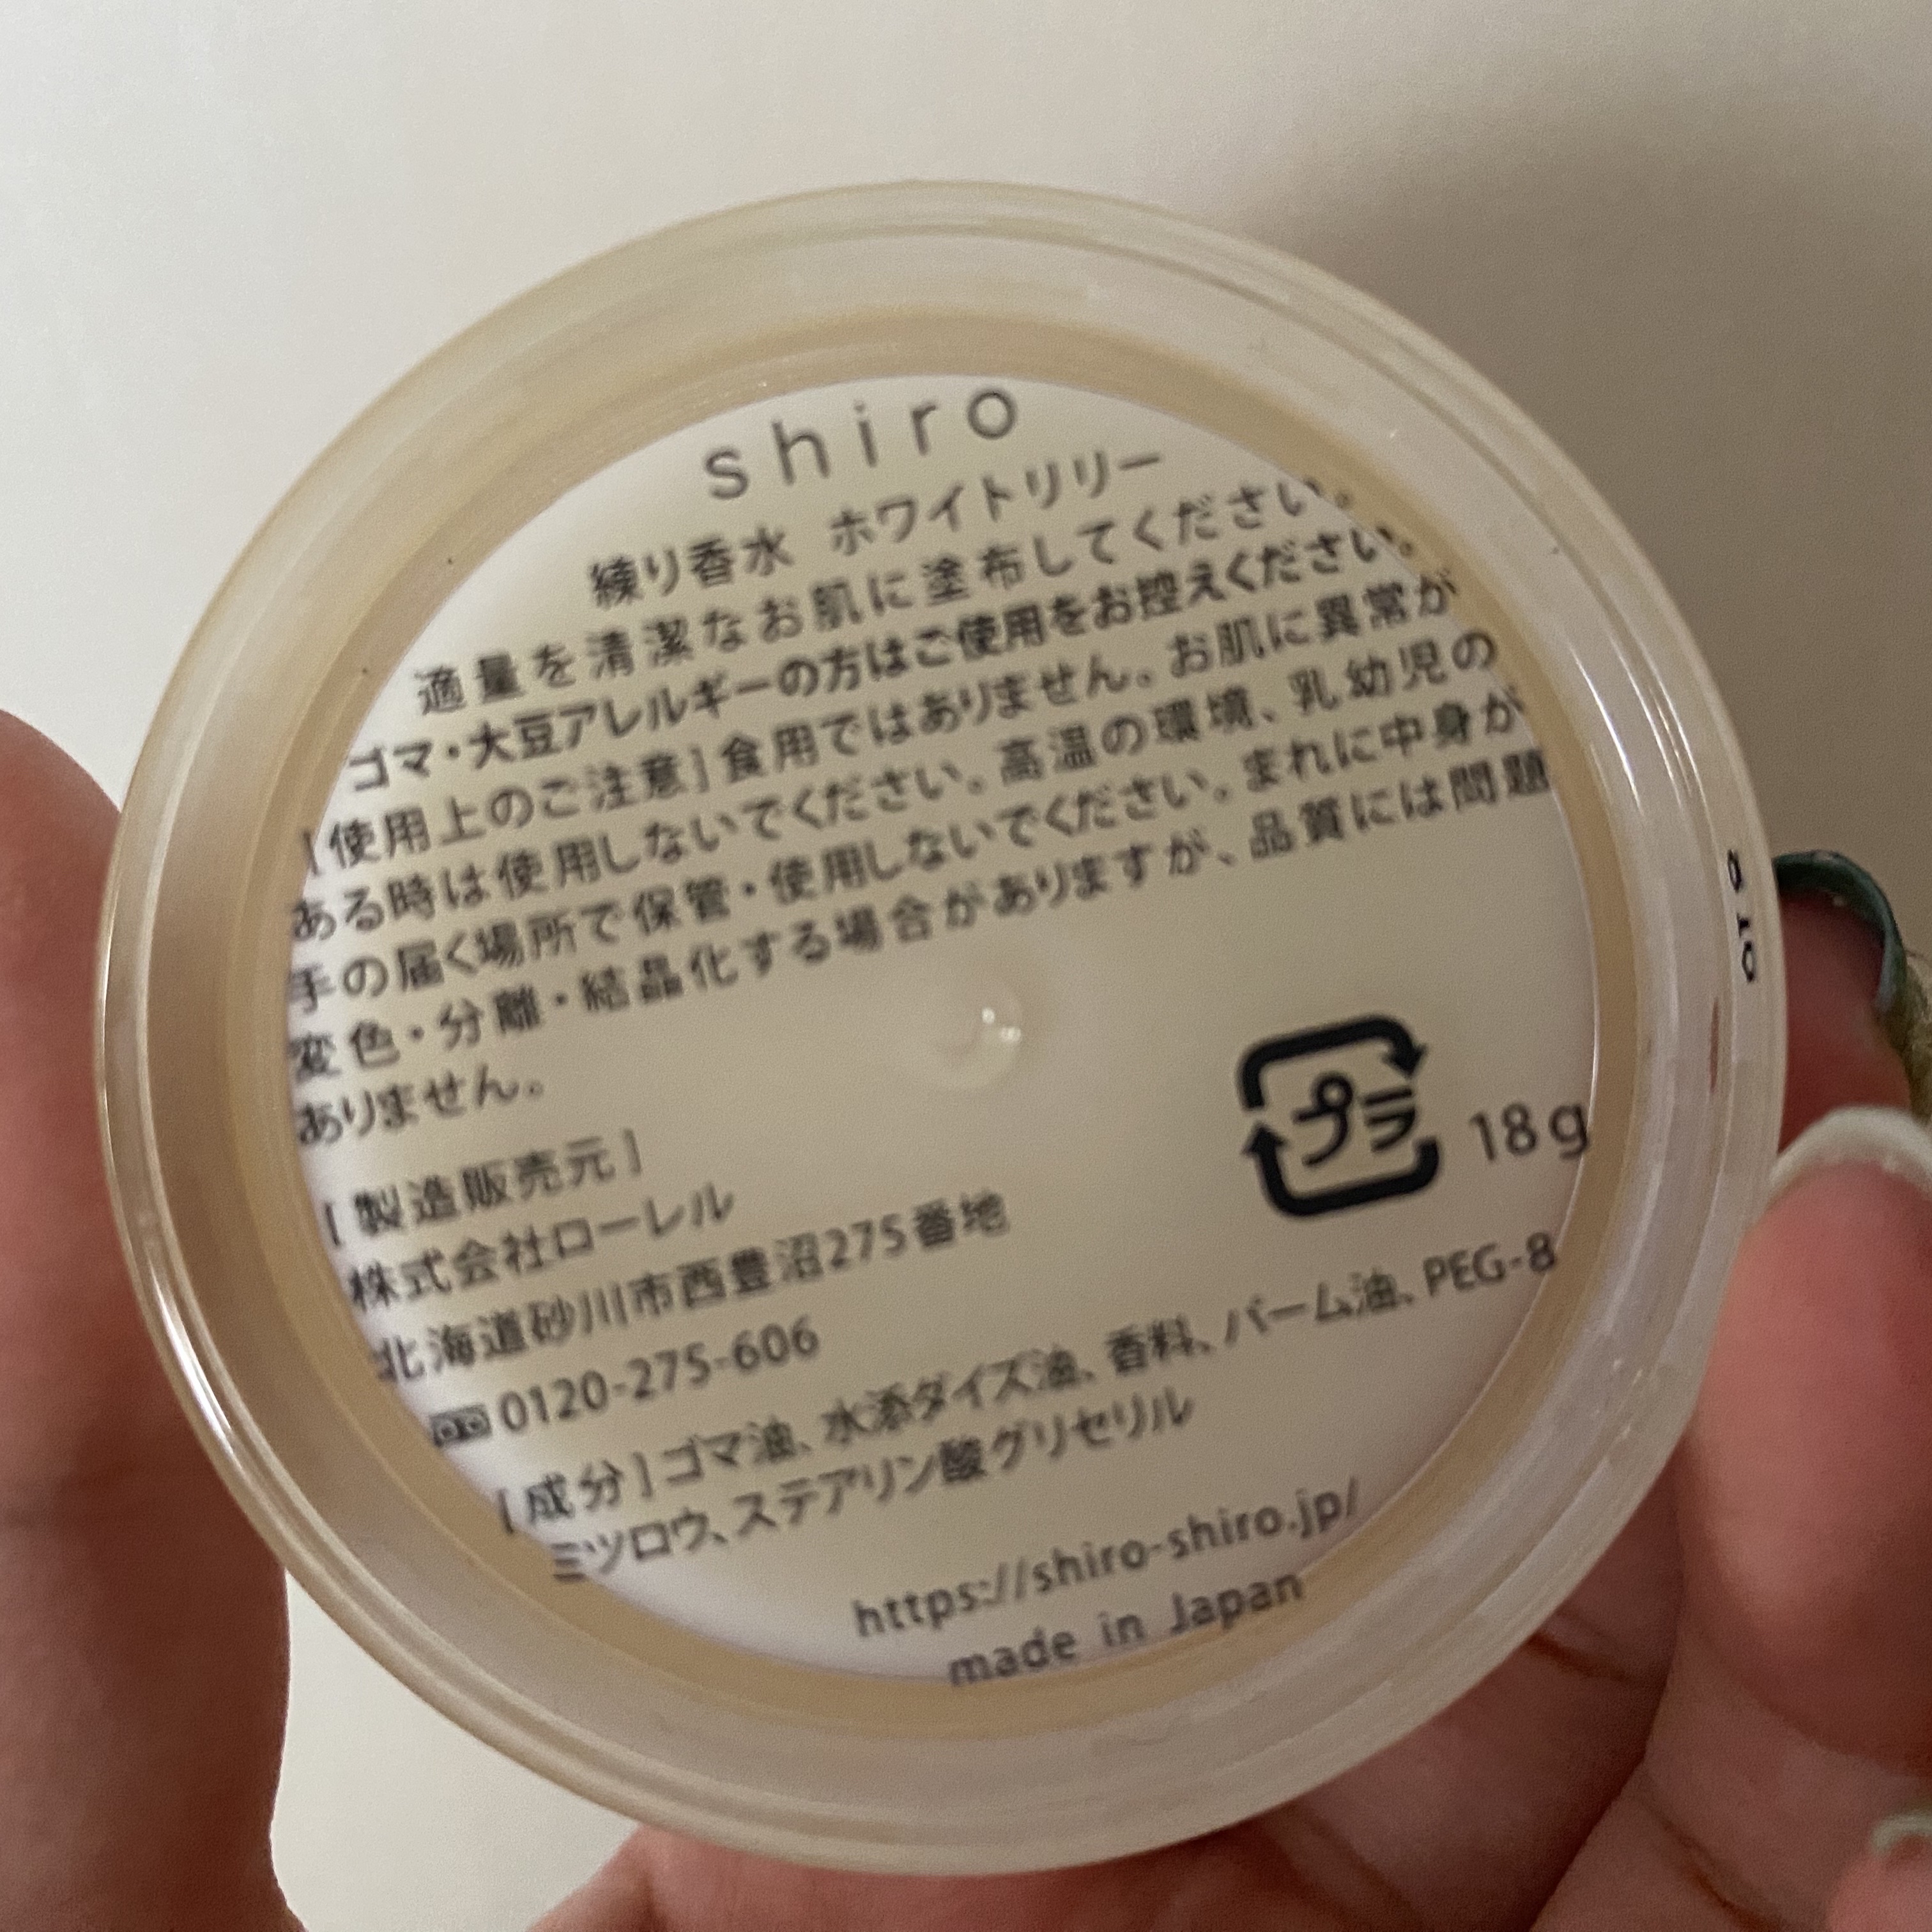 shiro
練り香水 ホワイトリリー
適量を清潔なお肌に塗布してください。
ゴマ・大豆アレルギーの方はご使用をお控えください。
[使用上のご注意]食用ではありません。お肌に異常が
ある時は使用しないでください。高温の環境、乳幼児の
手の届く場所で保管・使用しないでください。まれに中身が
変色・分離・結晶化する場合がありますが、品質には問題
ありません。
プラ
18g
[製造販売元]
株式会社ローレル
北海道砂川市西豊沼275番地
0120-275-606
[成分]ゴマ油、水添ダイズ油、香料、パーム油、PEG-8
ミツロウ、ステアリン酸グリセリル
https://shiro-shiro.jp/
made in Japan